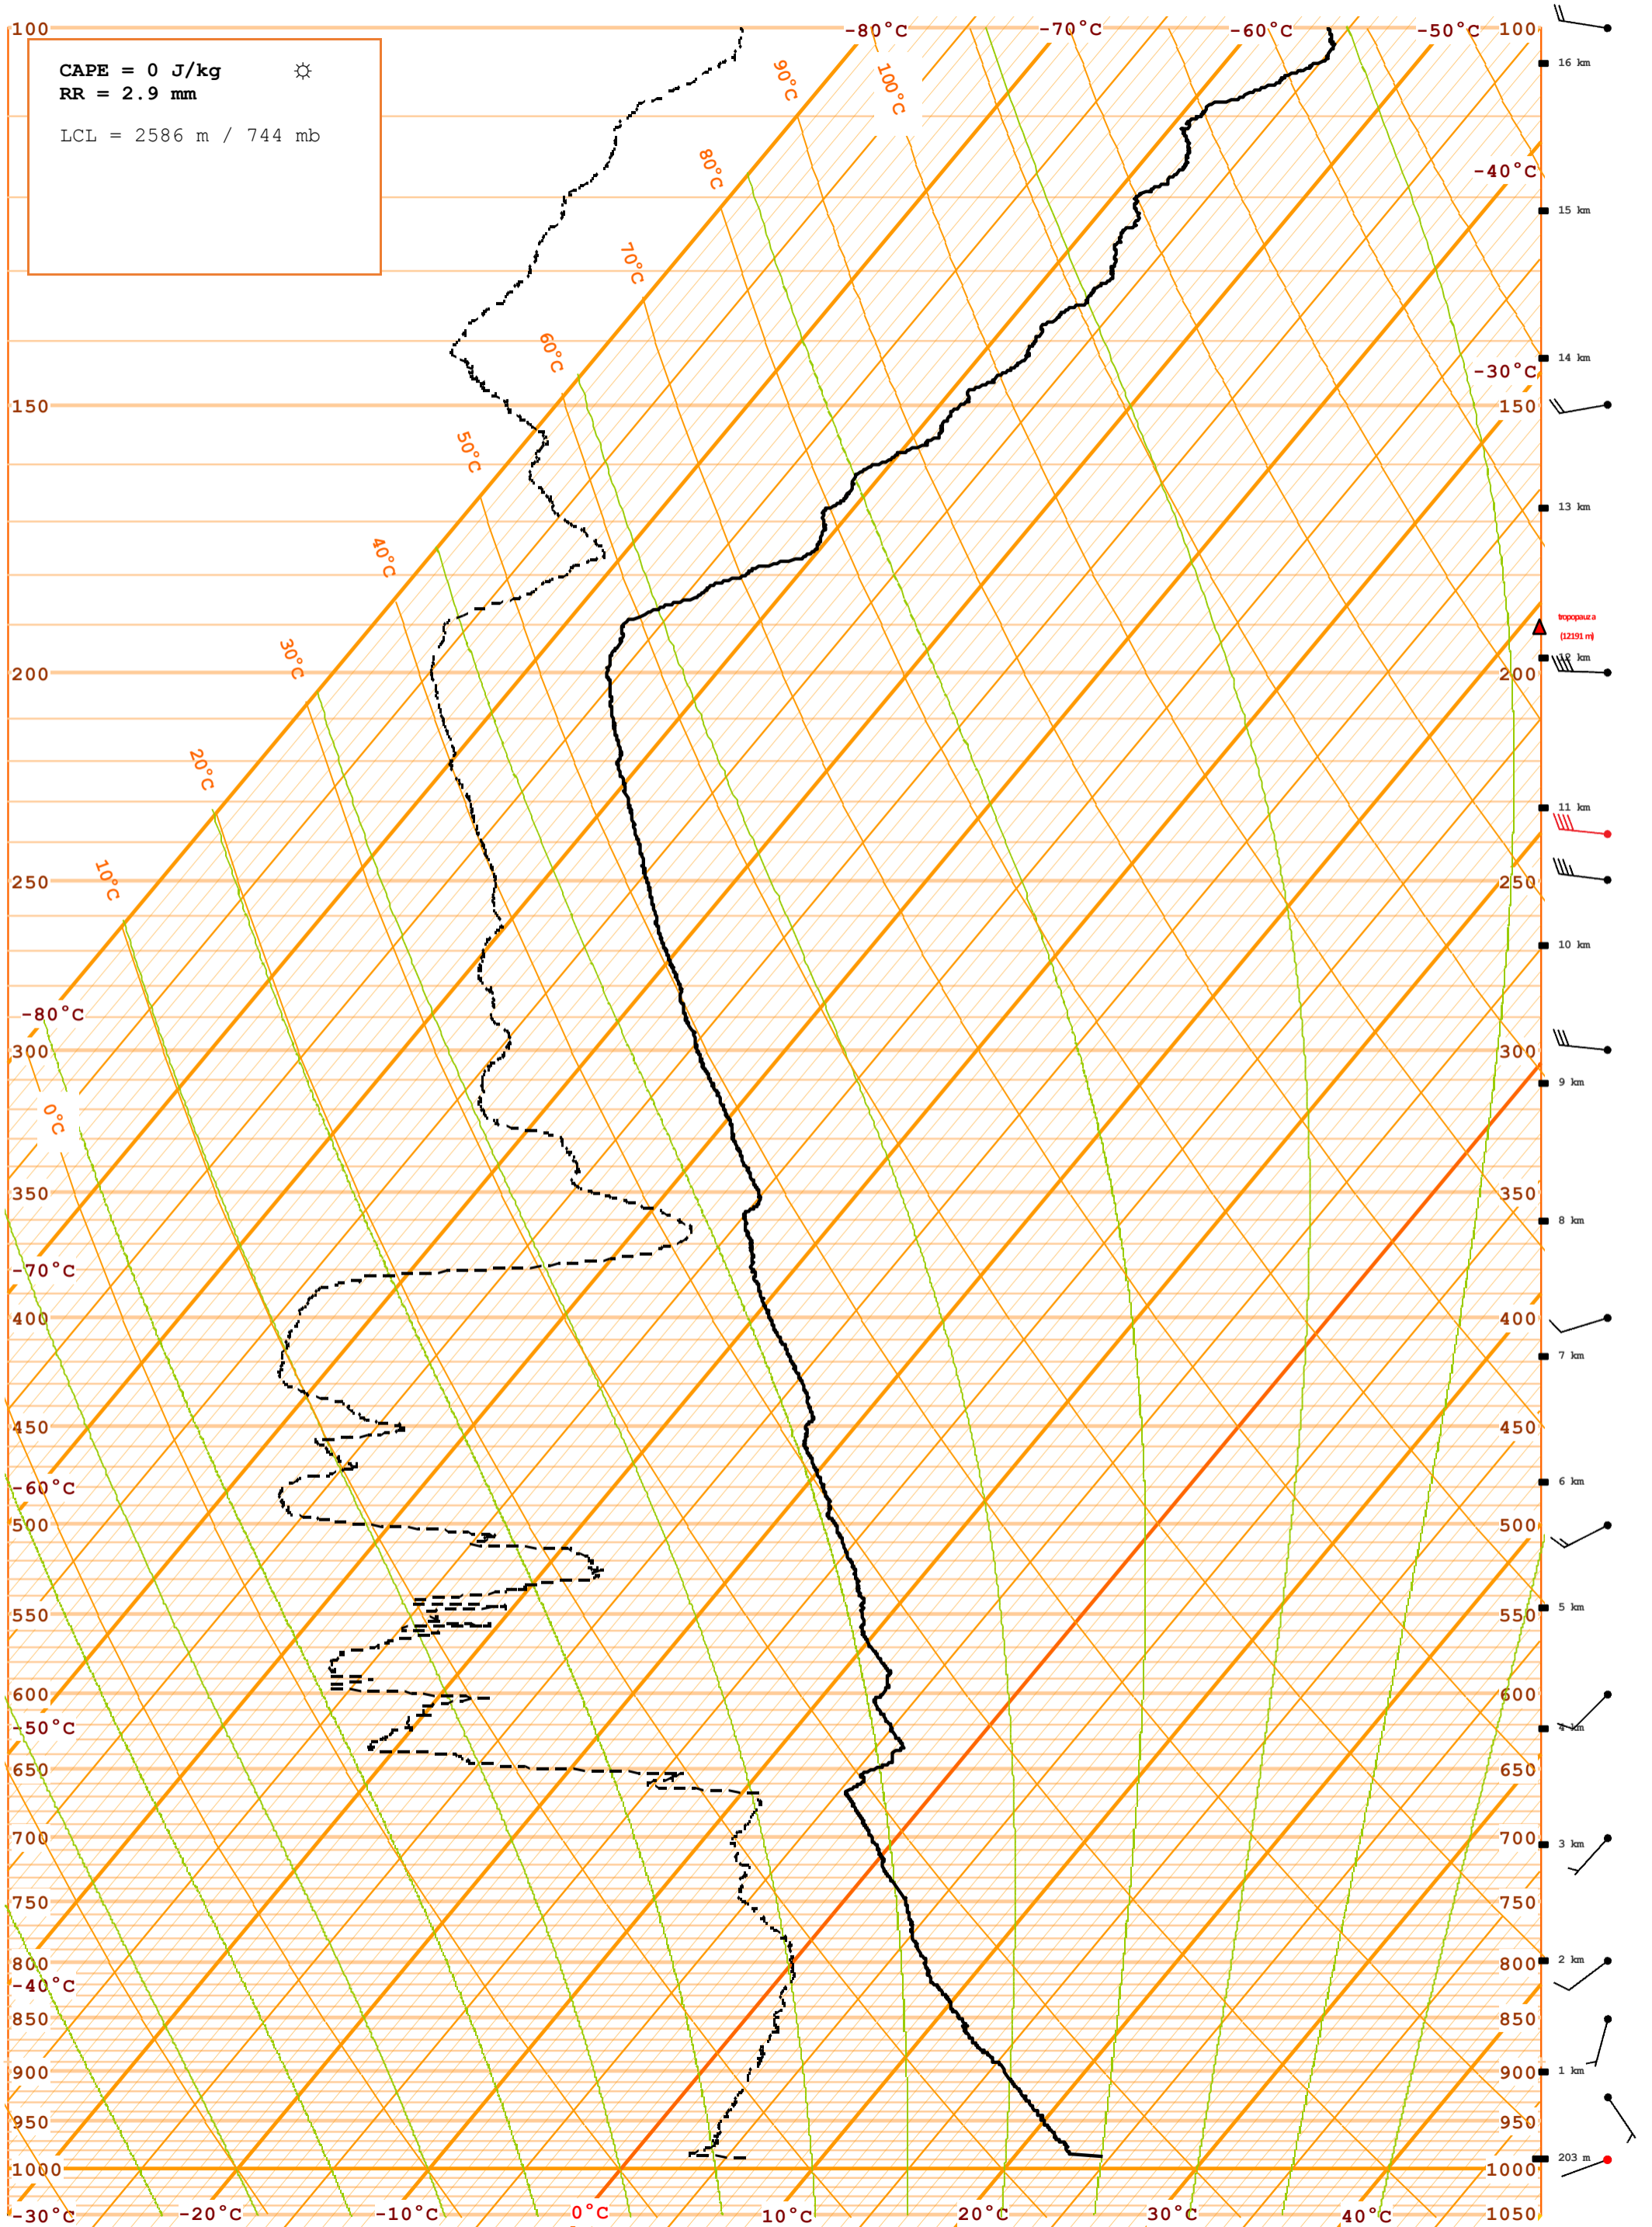 100 -80°C -70°C -60°C -50°C 100
16 km
CAPE = 0 J/kg ☼
RR = 2.9 mm
LCL = 2586 m / 744 mb
90°C 100°C
80°C
-40°C
15 km
70°C
60°C
14 km
-30°C
150 150
50°C
13 km
40°C
tropopauza
(12191 m)
30°C
12 km
200 200
20°C
11 km
10°C
250 250
10 km
-80°C
300 300
9 km
0°C
350 350
8 km
-70°C
400 400
7 km
450 450
6 km
-60°C
500 500
5 km
550 550
600 600
-50°C
4 km
650 650
700 700
3 km
750 750
800 800
2 km
-40°C
850 850
900 900
1 km
950 950
203 m
1000 1000
-30°C -20°C -10°C 0°C 10°C 20°C 30°C 40°C 1050